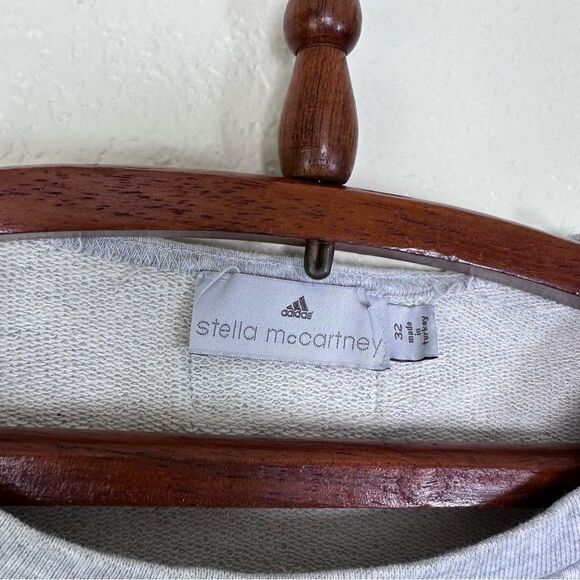 adidas
stella mccartney
32
made
in
turkey